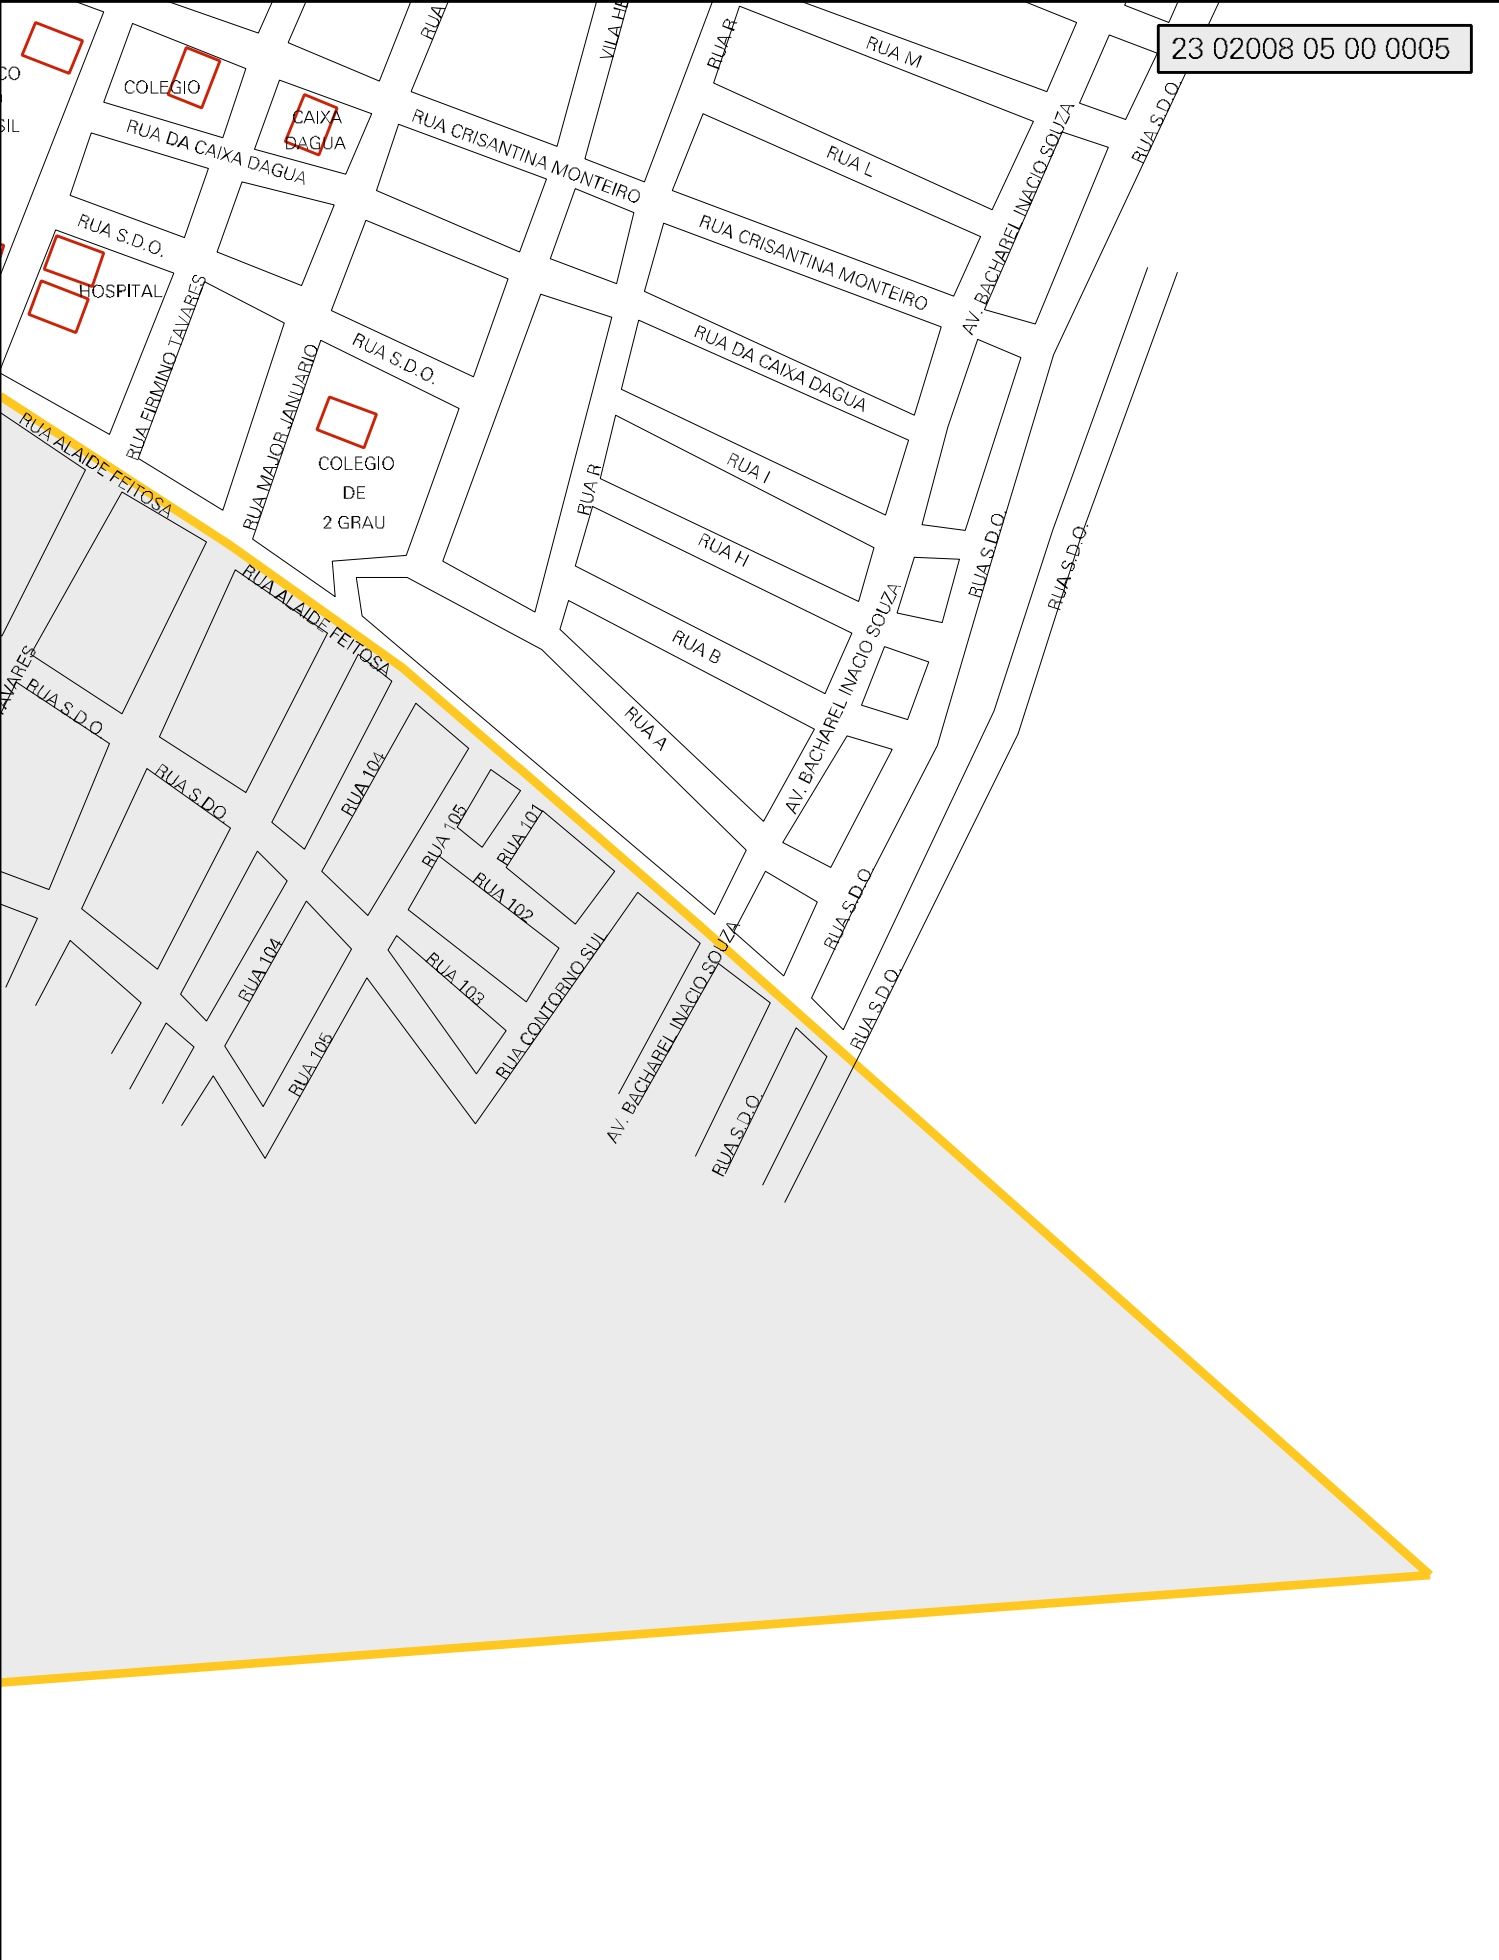 23 02008 05 00 0005
RUA
RUA R
RUA M
COLEGIO
CAIXA
DAGUA
RUA DA CAIXA DAGUA
RUA CRISANTINA MONTEIRO
RUA L
AV. BACHAREL INACIO SOUZA
RUA S.D.O.
RUA S.D.O.
RUA CRISANTINA MONTEIRO
HOSPITAL
RUA FIRMINO TAVARES
RUA MAJOR JANUARIO
RUA S.D.O.
RUA DA CAIXA DAGUA
COLEGIO
DE
2 GRAU
RUA R
RUA I
RUA H
RUA S.D.O.
RUA S.D.O.
RUA ALAIDE FEITOSA
RUA ALAIDE FEITOSA
RUA B
AV. BACHAREL INACIO SOUZA
RUA A
AVARES
RUA S.D.O.
RUA S.DO.
RUA 104
RUA 105
RUA 101
RUA 102
RUA S.D.O.
RUA 104
RUA 103
RUA CONTORNO SUL
AV. BACHAREL INACIO SOUZA
RUA S.D.O.
RUA 105
RUA S.D.O.